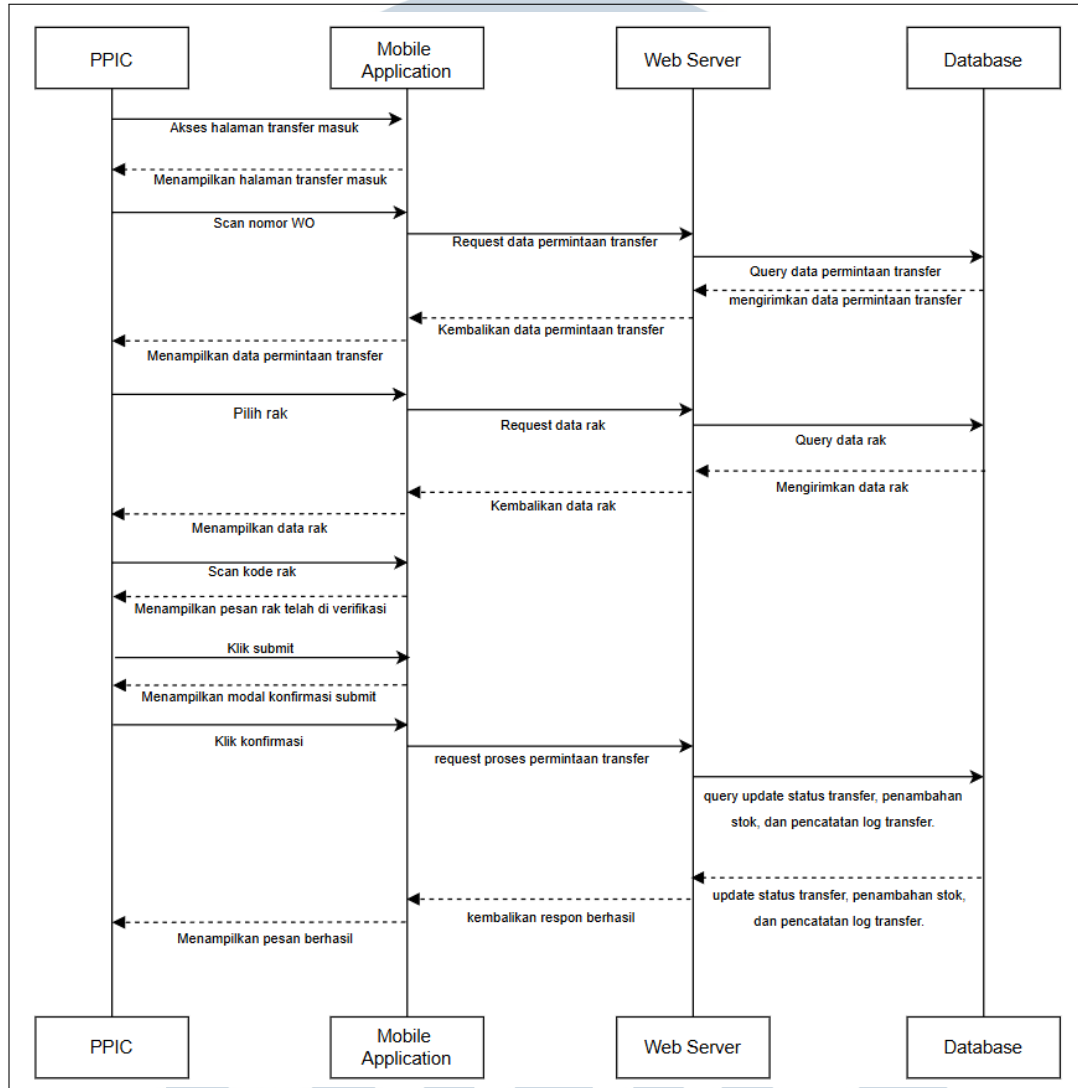 PPIC
Mobile
Application
Web Server
Database
Akses halaman transfer masuk
Menampilkan halaman transfer masuk
Scan nomor WO
Request data permintaan transfer
Query data permintaan transfer
mengirimkan data permintaan transfer
Kembalikan data permintaan transfer
Menampilkan data permintaan transfer
Pilih rak
Request data rak
Query data rak
Mengirimkan data rak
Kembalikan data rak
Menampilkan data rak
Scan kode rak
Menampilkan pesan rak telah di verifikasi
Klik submit
Menampilkan modal konfirmasi submit
Klik konfirmasi
request proses permintaan transfer
query update status transfer, penambahan
stok, dan pencatatan log transfer.
update status transfer, penambahan stok,
dan pencatatan log transfer.
kembalikan respon berhasil
Menampilkan pesan berhasil
PPIC
Mobile
Application
Web Server
Database